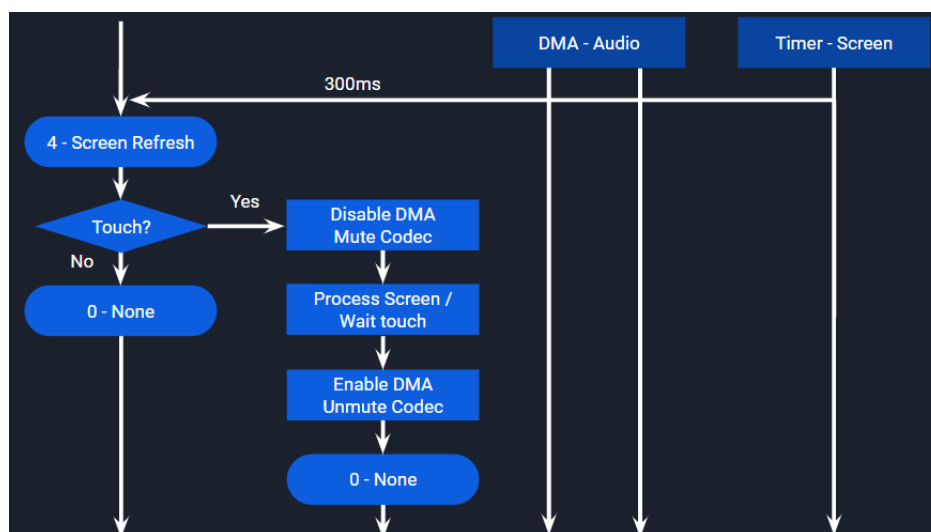 DMA - Audio
Timer - Screen
300ms
4 - Screen Refresh
Touch?
Yes
No
Disable DMA
Mute Codec
0 - None
Process Screen /
Wait touch
Enable DMA
Unmute Codec
0 - None